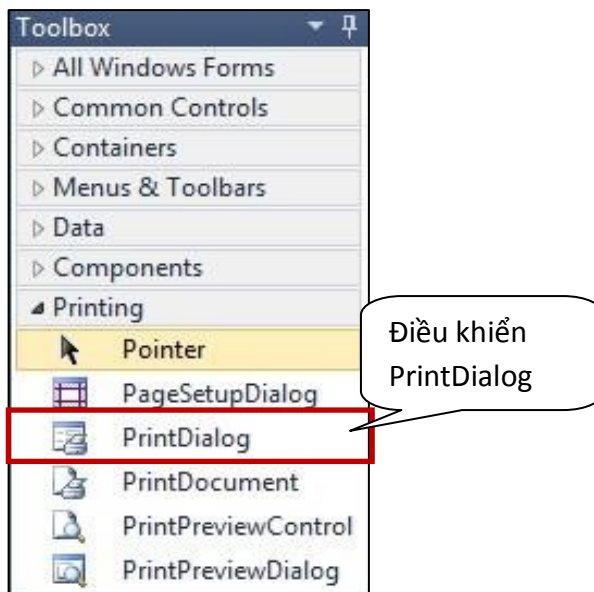 Toolbox
All Windows Forms
Common Controls
Containers
Menus & Toolbars
Data
Components
Printing
Pointer
PageSetupDialog
PrintDialog
PrintDocument
PrintPreviewControl
PrintPreviewDialog
Điều khiển
PrintDialog